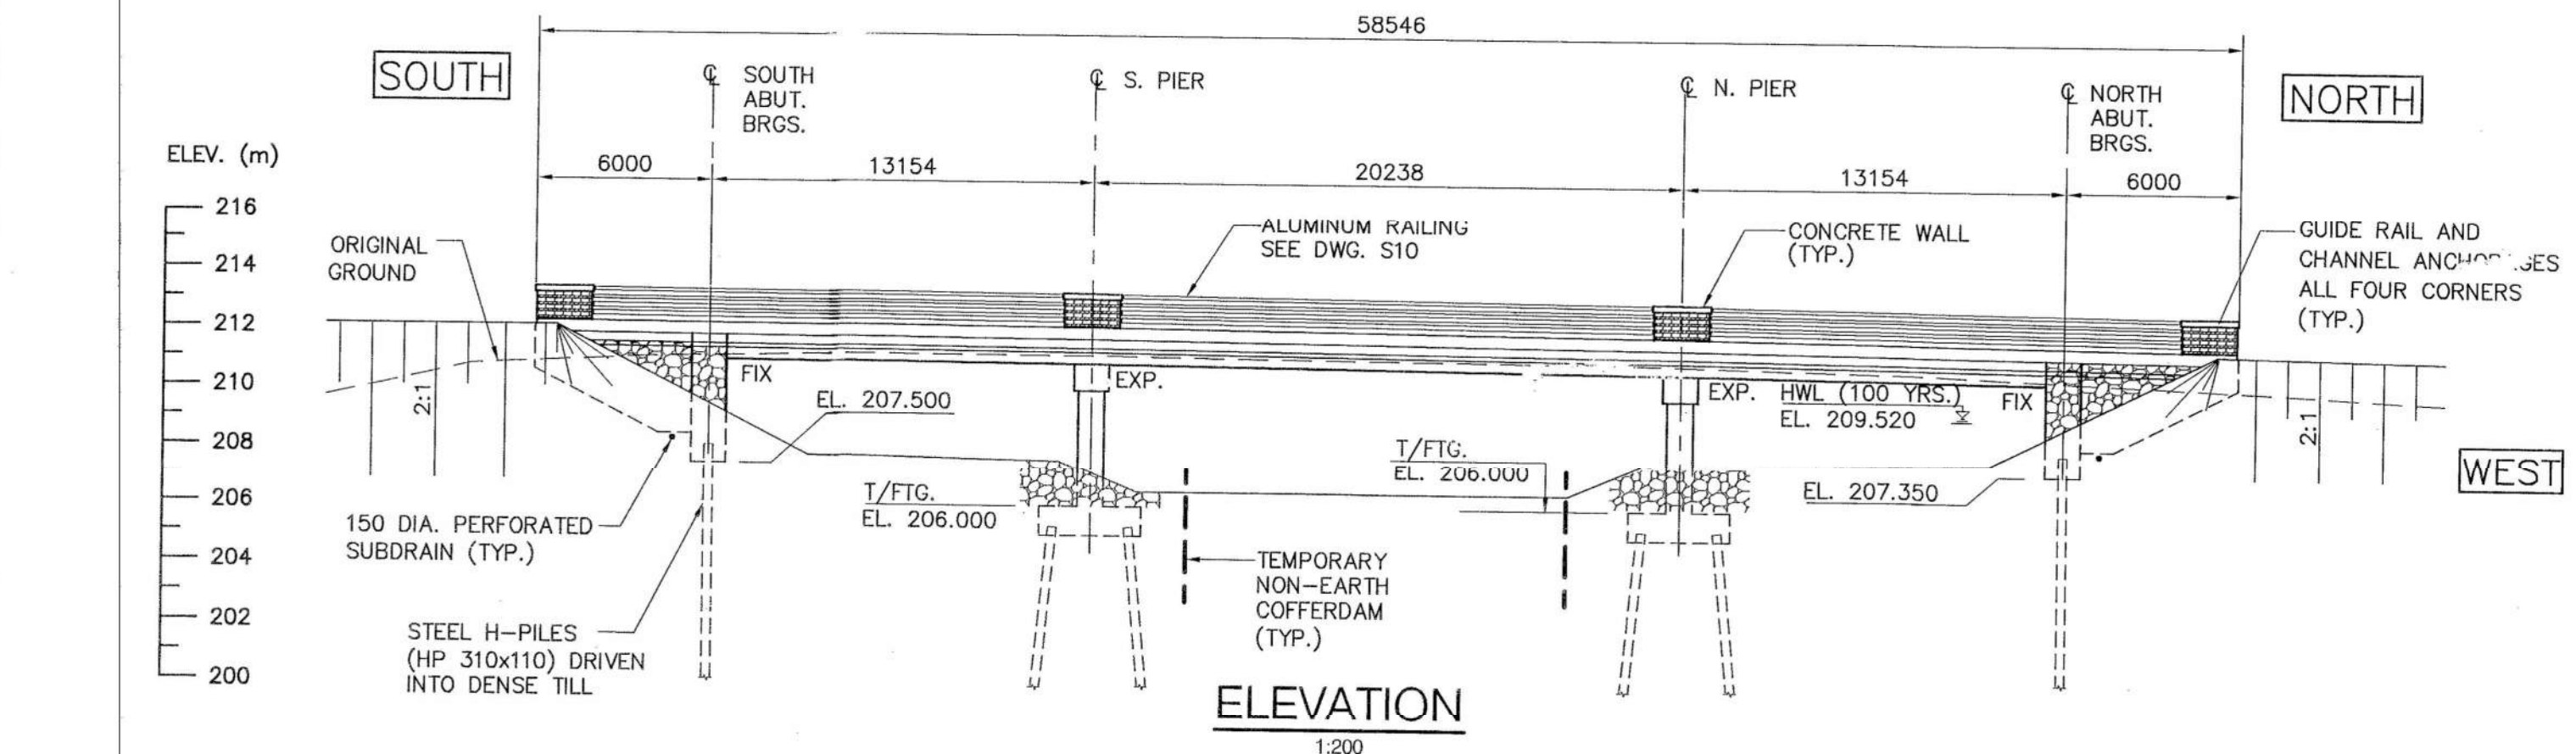 58546
SOUTH
℄ SOUTH
ABUT.
BRGS.
℄ S. PIER
℄ N. PIER
℄ NORTH
ABUT.
BRGS.
NORTH
ELEV. (m)
6000
13154
20238
13154
6000
216
214
212
210
208
206
204
202
200
ORIGINAL
GROUND
ALUMINUM RAILING
SEE DWG. S10
CONCRETE WALL
(TYP.)
GUIDE RAIL AND
CHANNEL ANCHORAGES
ALL FOUR CORNERS
(TYP.)
2:1
FIX
EL. 207.500
EXP.
EXP.
HWL (100 YRS.)
EL. 209.520
FIX
2:1
WEST
T/FTG.
EL. 206.000
T/FTG.
EL. 206.000
EL. 207.350
150 DIA. PERFORATED
SUBDRAIN (TYP.)
TEMPORARY
NON-EARTH
COFFERDAM
(TYP.)
STEEL H-PILES
(HP 310x110) DRIVEN
INTO DENSE TILL
ELEVATION
1:200